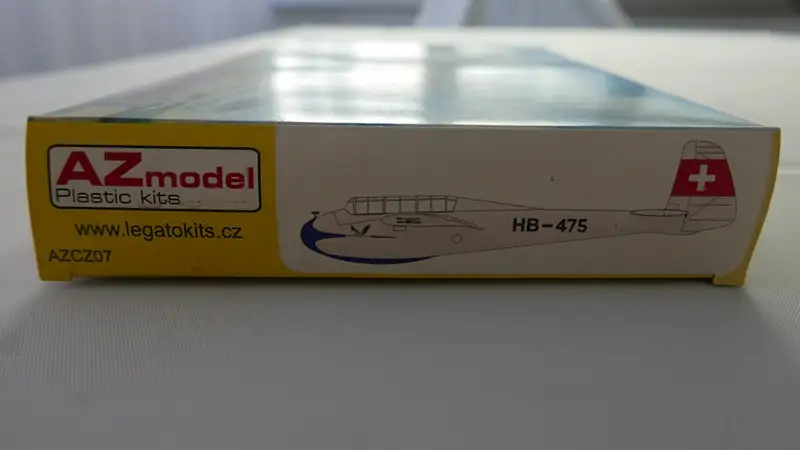 AZmodel
Plastic kits
www.legatokits.cz
AZCZ07
HB-475